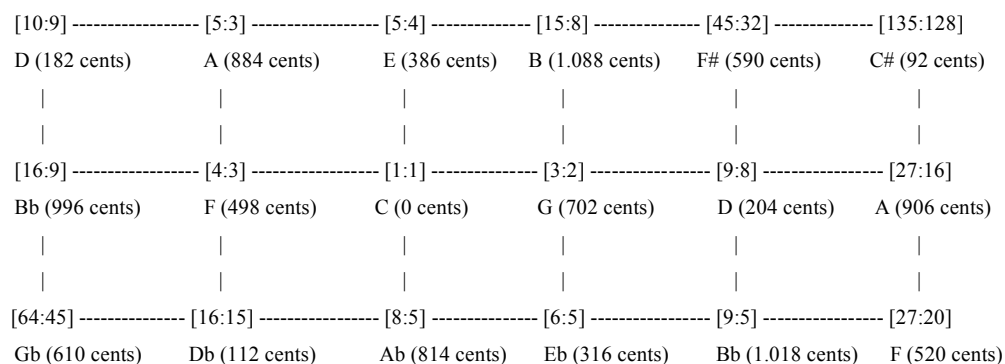 [10:9] ------------------- [5:3] ------------------- [5:4] -------------- [15:8] --------------- [45:32] --------------- [135:128]
D (182 cents) A (884 cents) E (386 cents) B (1.088 cents) F# (590 cents) C# (92 cents)
| | | | | |
| | | | | |
[16:9] ------------------- [4:3] ------------------- [1:1] -------------- [3:2] ----------------- [9:8] ----------------- [27:16]
Bb (996 cents) F (498 cents) C (0 cents) G (702 cents) D (204 cents) A (906 cents)
| | | | | |
| | | | | |
[64:45] ---------------- [16:15] ------------------ [8:5] -------------- [6:5] ----------------- [9:5] ----------------- [27:20]
Gb (610 cents) Db (112 cents) Ab (814 cents) Eb (316 cents) Bb (1.018 cents) F (520 cents)